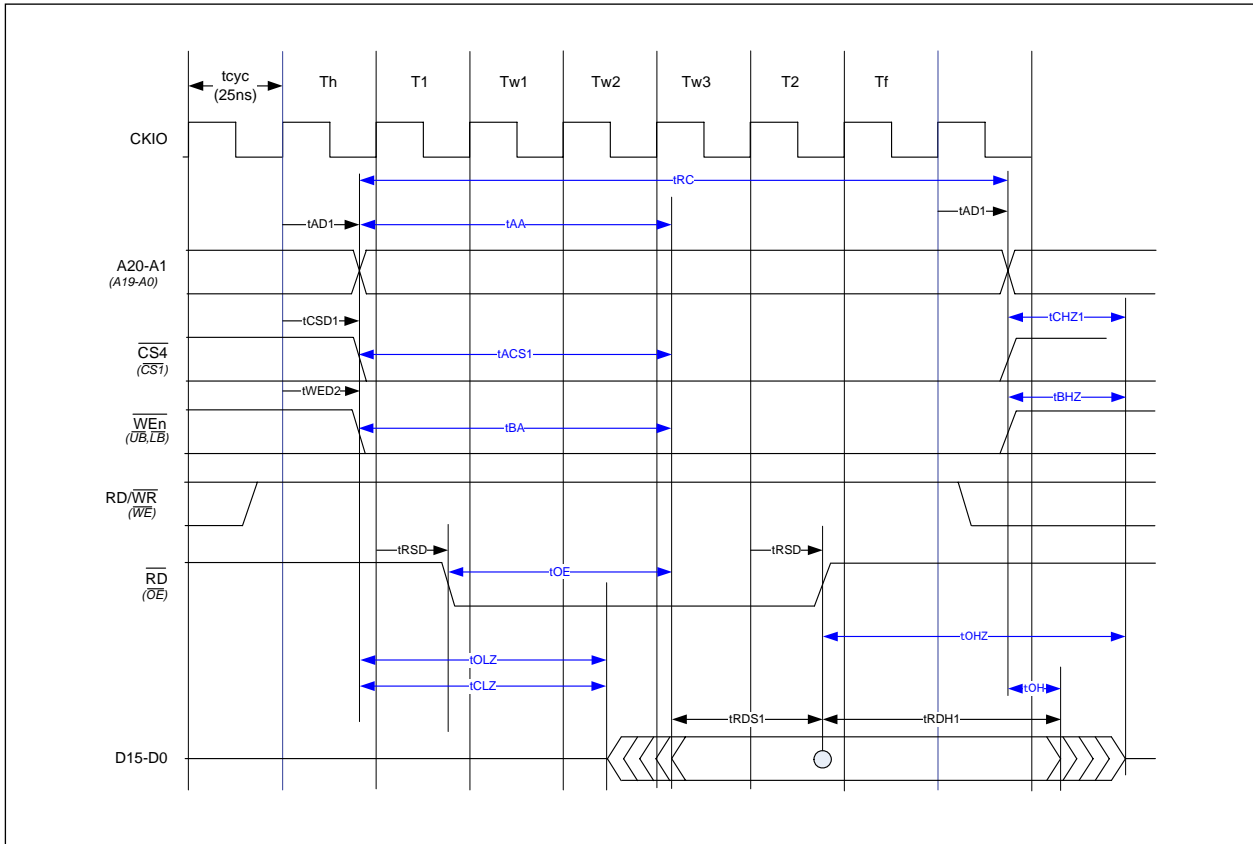 tcyc
(25ns)
Th
T1
Tw1
Tw2
Tw3
T2
Tf
CKIO
tRC
tAD1
tAA
tAD1
A20-A1
(A19-A0)
tCSD1
tCHZ1
CS4
(CS1)
tACS1
tWED2
tBHZ
WEn
(UB,LB)
tBA
RD/WR
(WE)
tRSD
tRSD
RD
(OE)
tOE
tOHZ
tOLZ
tCLZ
tOH
tRDS1
tRDH1
D15-D0